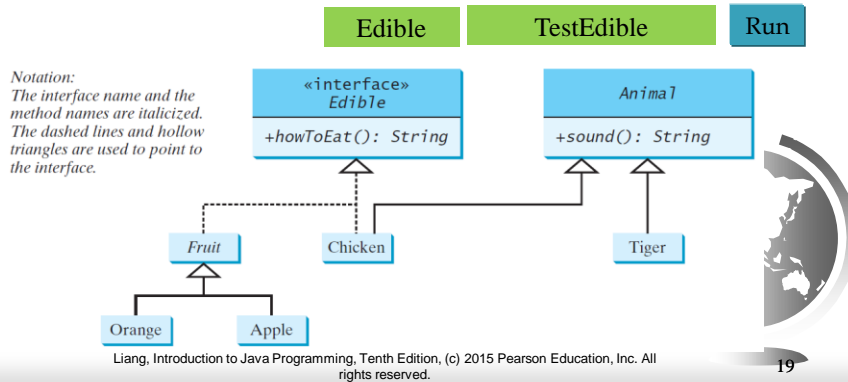 Edible
TestEdible
Run
Notation:
The interface name and the
method names are italicized.
The dashed lines and hollow
triangles are used to point to
the interface.
«interface»
Edible
+howToEat(): String
Animal
+sound(): String
Fruit
Chicken
Tiger
Orange
Apple
Liang, Introduction to Java Programming, Tenth Edition, (c) 2015 Pearson Education, Inc. All
rights reserved.
19